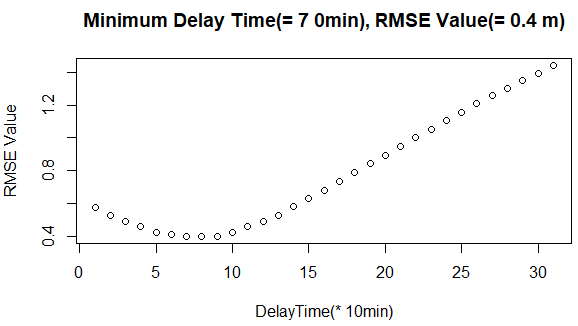 Minimum Delay Time(= 7 0min), RMSE Value(= 0.4 m)
RMSE Value
1.2
0.8
0.4
0 5 10 15 20 25 30
DelayTime(* 10min)